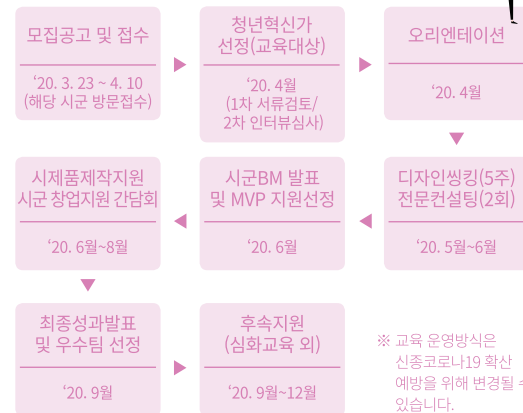 모집공고 및 접수
‘20. 3. 23 ~ 4. 10
(해당 시군 방문접수)
청년혁신가
선정(교육대상)
‘20. 4월
(1차 서류검토/
2차 인터뷰심사)
오리엔테이션
‘20. 4월
디자인씽킹(5주)
전문컨설팅(2회)
‘20. 5월~6월
시군BM 발표
및 MVP 지원선정
‘20. 6월
시제품제작지원
시군 창업지원 간담회
‘20. 6월~8월
최종성과발표
및 우수팀 선정
‘20. 9월
후속지원
(심화교육 외)
‘20. 9월~12월
※ 교육 운영방식은
신종코로나19 확산
예방을 위해 변경될
있습니다.